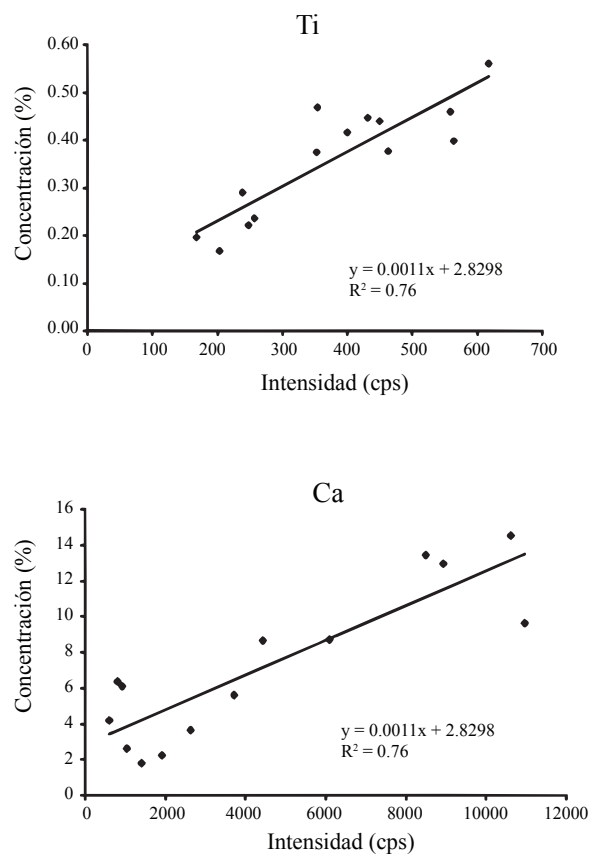 Ti
0.60
0.50
0.40
0.30
0.20
0.10
0.00
Concentración (%)
y = 0.0011x + 2.8298
R² = 0.76
0 100 200 300 400 500 600 700
Intensidad (cps)
Ca
16
14
12
10
8
6
4
2
0
Concentración (%)
y = 0.0011x + 2.8298
R² = 0.76
0 2000 4000 6000 8000 10000 12000
Intensidad (cps)